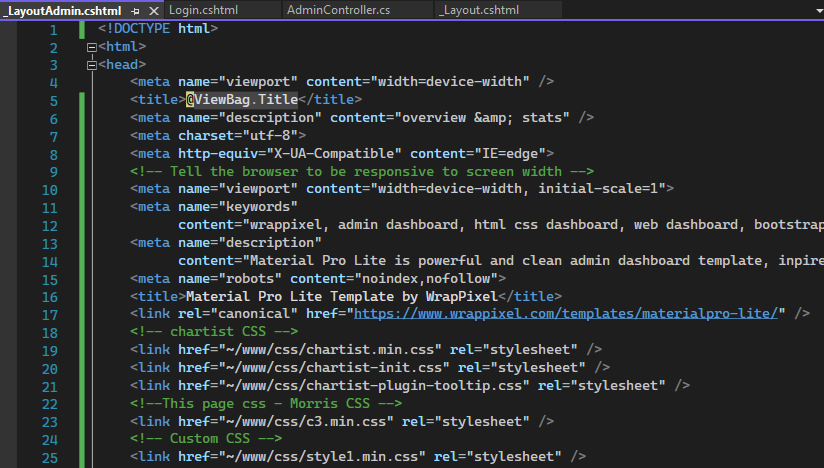 _LayoutAdmin.cshtml Login.cshtml AdminController.cs _Layout.cshtml
1 <!DOCTYPE html>
2 <html>
3 <head>
4 <meta name="viewport" content="width=device-width" />
5 <title>@ViewBag.Title</title>
6 <meta name="description" content="overview &amp; stats" />
7 <meta charset="utf-8">
8 <meta http-equiv="X-UA-Compatible" content="IE=edge">
9 <!-- Tell the browser to be responsive to screen width -->
10 <meta name="viewport" content="width=device-width, initial-scale=1">
11 <meta name="keywords"
12 content="wrappixel, admin dashboard, html css dashboard, web dashboard, bootstrap
13 <meta name="description"
14 content="Material Pro Lite is powerful and clean admin dashboard template, inpire
15 <meta name="robots" content="noindex,nofollow">
16 <title>Material Pro Lite Template by WrapPixel</title>
17 <link rel="canonical" href="https://www.wrappixel.com/templates/materialpro-lite/" />
18 <!-- chartist CSS -->
19 <link href="~/www/css/chartist.min.css" rel="stylesheet" />
20 <link href="~/www/css/chartist-init.css" rel="stylesheet" />
21 <link href="~/www/css/chartist-plugin-tooltip.css" rel="stylesheet" />
22 <!--This page css - Morris CSS -->
23 <link href="~/www/css/c3.min.css" rel="stylesheet" />
24 <!-- Custom CSS -->
25 <link href="~/www/css/style1.min.css" rel="stylesheet" />